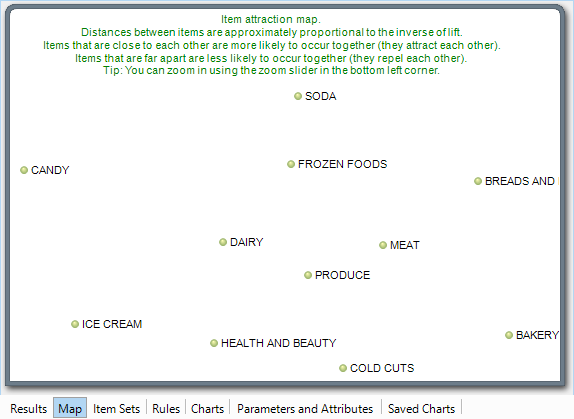 Item attraction map.
Distances between items are approximately proportional to the inverse of lift.
Items that are close to each other are more likely to occur together (they attract each other).
Items that are far apart are less likely to occur together (they repel each other).
Tip: You can zoom in using the zoom slider in the bottom left corner.
SODA
FROZEN FOODS
CANDY
BREADS AND
DAIRY
MEAT
PRODUCE
ICE CREAM
BAKERY
HEALTH AND BEAUTY
COLD CUTS
Results Map Item Sets Rules Charts Parameters and Attributes Saved Charts